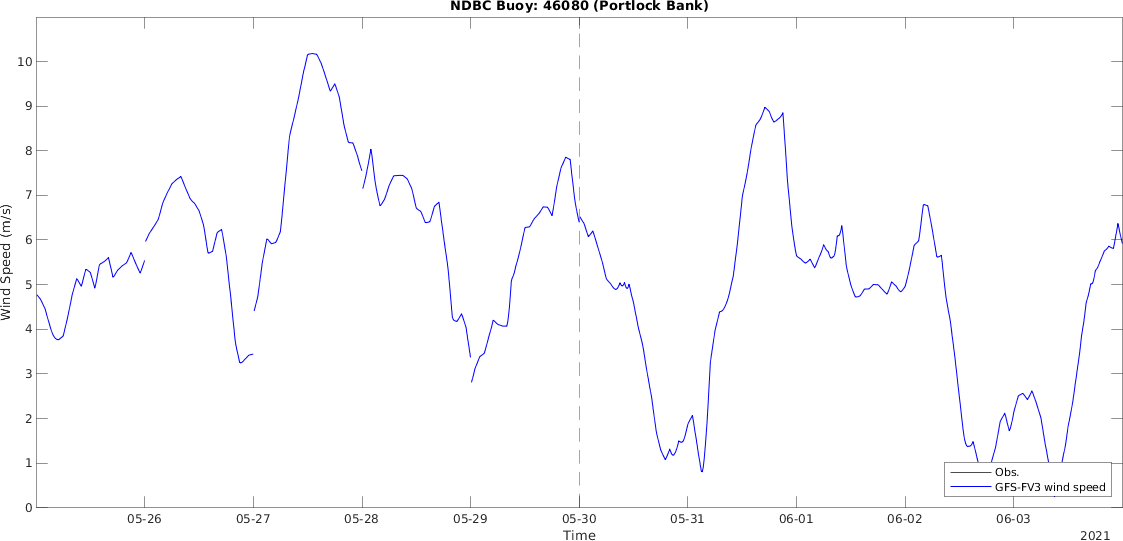 NDBC Buoy: 46080 (Portlock Bank)
Wind Speed (m/s)
10
9
8
7
6
5
4
3
2
1
0
Obs.
GFS-FV3 wind speed
05-26 05-27 05-28 05-29 05-30 05-31 06-01 06-02 06-03
Time
2021